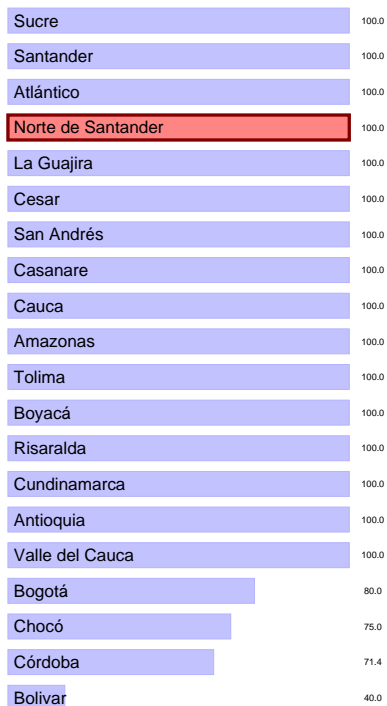 Sucre 100.0
Santander 100.0
Atlántico 100.0
Norte de Santander 100.0
La Guajira 100.0
Cesar 100.0
San Andrés 100.0
Casanare 100.0
Cauca 100.0
Amazonas 100.0
Tolima 100.0
Boyacá 100.0
Risaralda 100.0
Cundinamarca 100.0
Antioquia 100.0
Valle del Cauca 100.0
Bogotá 80.0
Chocó 75.0
Córdoba 71.4
Bolivar 40.0